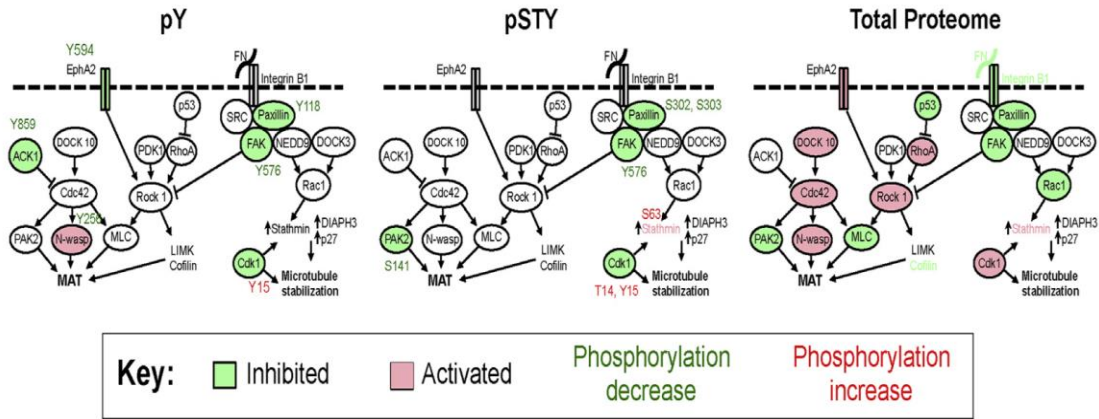 pY
Y594
EphA2
FN
Integrin B1
SRC
Paxillin
Y118
p53
Y859
ACK1
DOCK 10
PDK1
RhoA
FAK
NEDD9
DOCK3
Y576
Cdc42
Rock 1
Rac1
Y256
PAK2
N-wasp
MLC
Stathmin
DIAPH3
p27
LIMK
Cofilin
Cdk1
MAT
Y15
Microtubule
stabilization
pSTY
EphA2
FN
Integrin B1
SRC
Paxillin
S302, S303
p53
ACK1
DOCK 10
PDK1
RhoA
FAK
NEDD9
DOCK3
Y576
Cdc42
Rock 1
Rac1
S63
PAK2
N-wasp
MLC
Stathmin
DIAPH3
p27
LIMK
Cofilin
Cdk1
S141
MAT
T14, Y15
Microtubule
stabilization
Total Proteome
EphA2
FN
Integrin B1
SRC
Paxillin
p53
ACK1
DOCK 10
PDK1
RhoA
FAK
NEDD9
DOCK3
Cdc42
Rock 1
Rac1
PAK2
N-wasp
MLC
Stathmin
DIAPH3
p27
LIMK
Cofilin
Cdk1
MAT
Microtubule
stabilization
Key:
Inhibited
Activated
Phosphorylation
decrease
Phosphorylation
increase